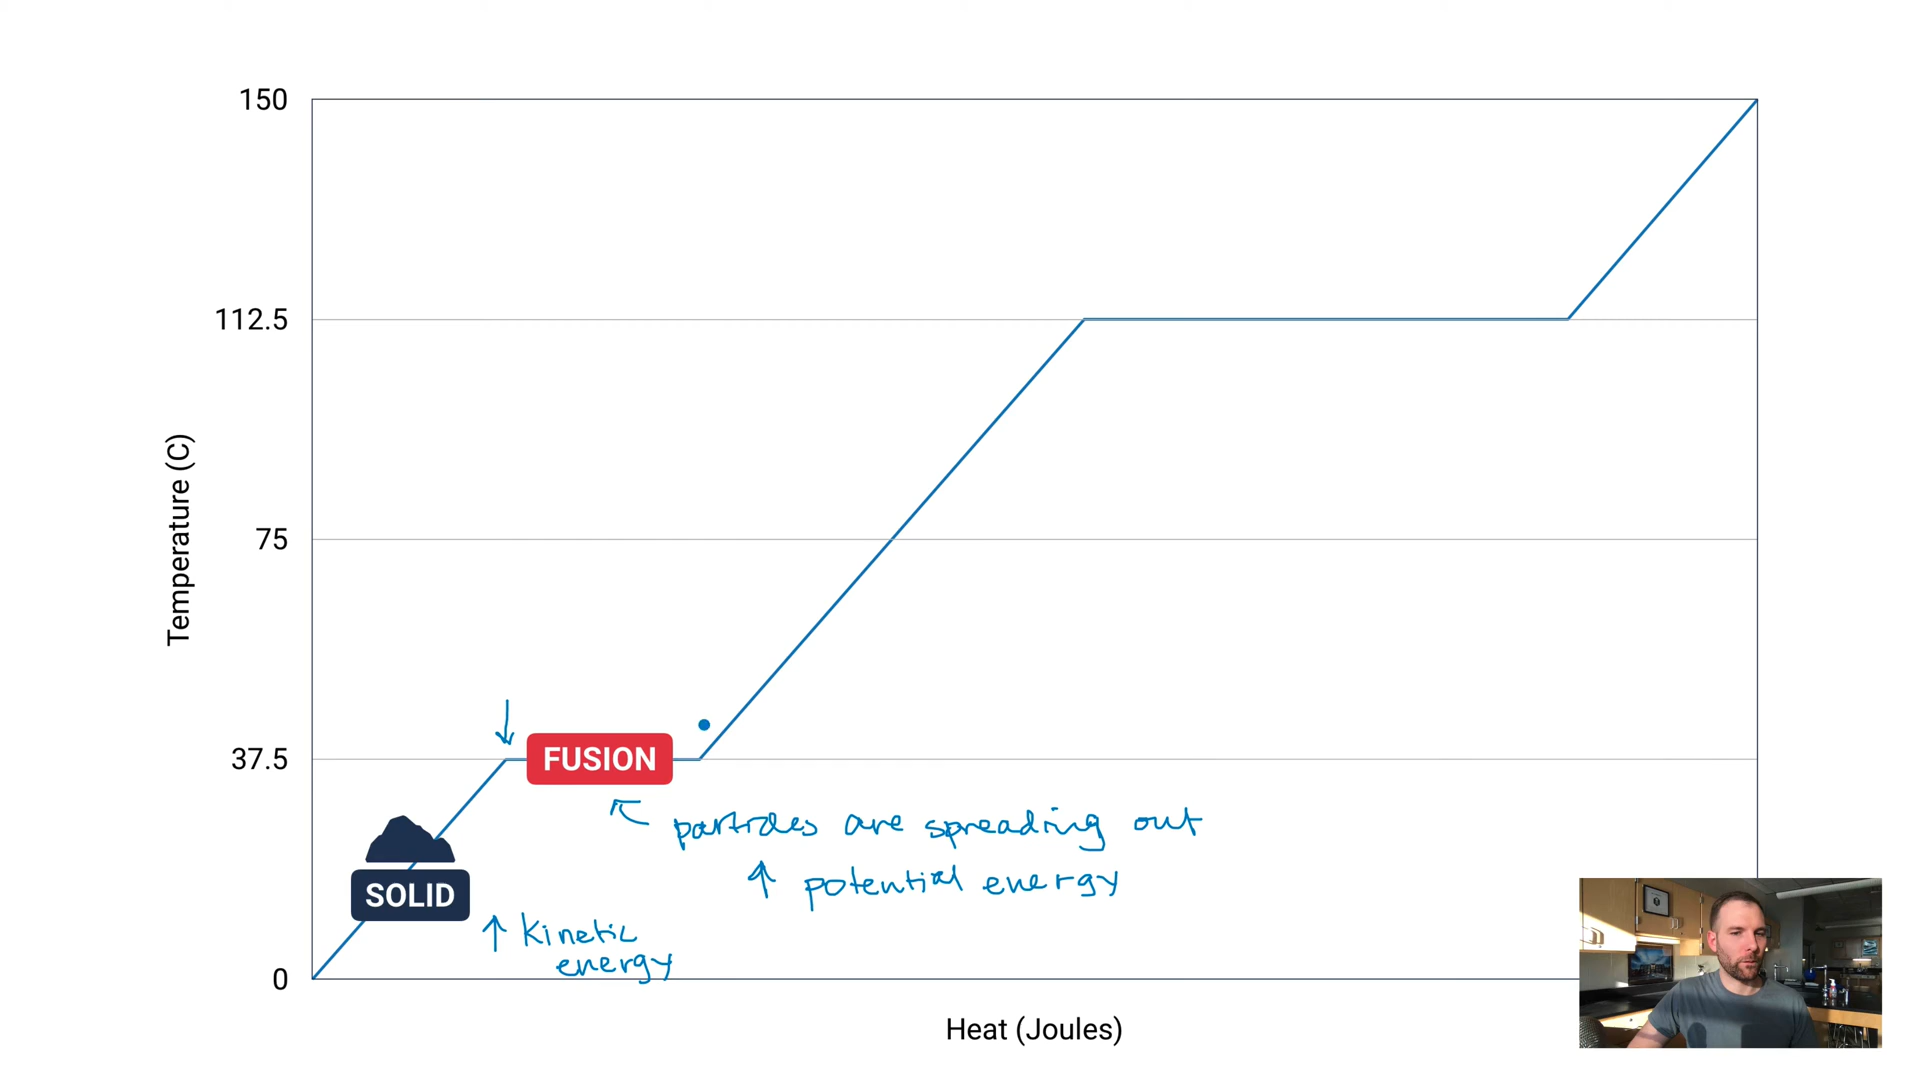 150
112.5
75
37.5
0
Temperature (C)
FUSION
particles are spreading out
↑ potential energy
SOLID
↑ Kinetic
energy
Heat (Joules)